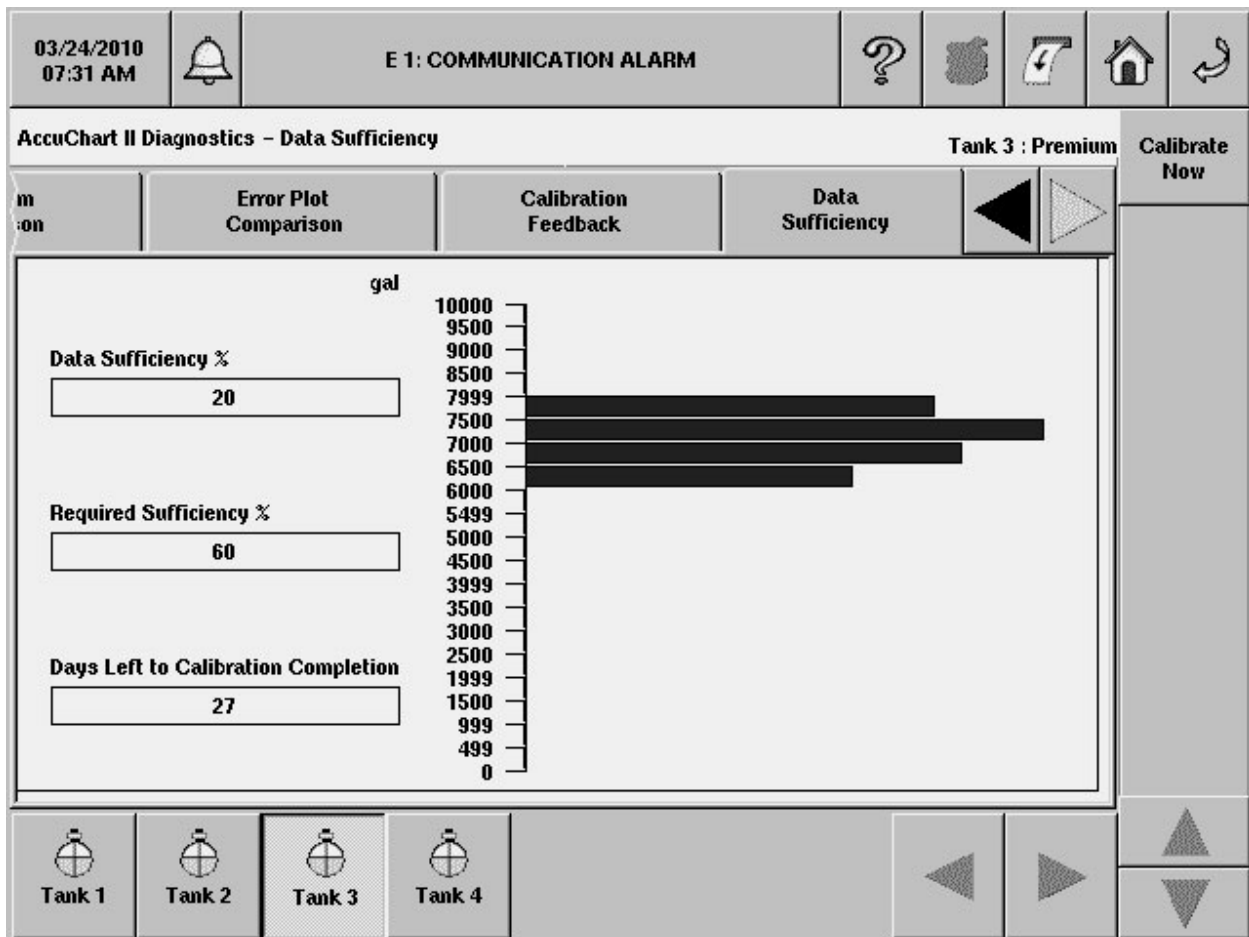 03/24/2010
07:31 AM
E 1: COMMUNICATION ALARM
?
AccuChart II Diagnostics - Data Sufficiency
Tank 3 : Premium
Calibrate
Now
m
on
Error Plot
Comparison
Calibration
Feedback
Data
Sufficiency
gal
Data Sufficiency %
20
Required Sufficiency %
60
Days Left to Calibration Completion
27
10000
9500
9000
8500
7999
7500
7000
6500
6000
5499
5000
4500
3999
3500
3000
2500
1999
1500
999
499
0
Tank 1
Tank 2
Tank 3
Tank 4